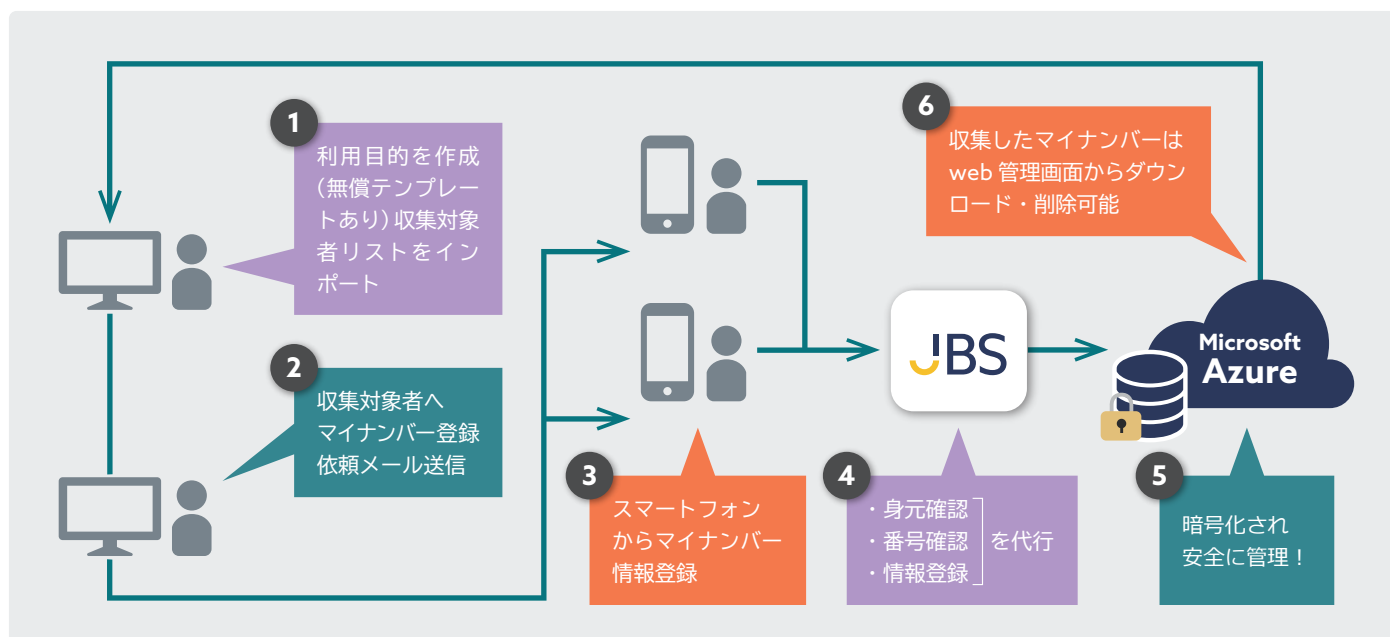 1
利用目的を作成
（無償テンプレー
トあり）収集対象
者リストをイン
ポート
2
収集対象者へ
マイナンバー登録
依頼メール送信
3
スマートフォン
からマイナンバー
情報登録
4
・身元確認
・番号確認
・情報登録
を代行
JBS
5
暗号化され
安全に管理！
Microsoft
Azure
6
収集したマイナンバーは
web 管理画面からダウン
ロード・削除可能